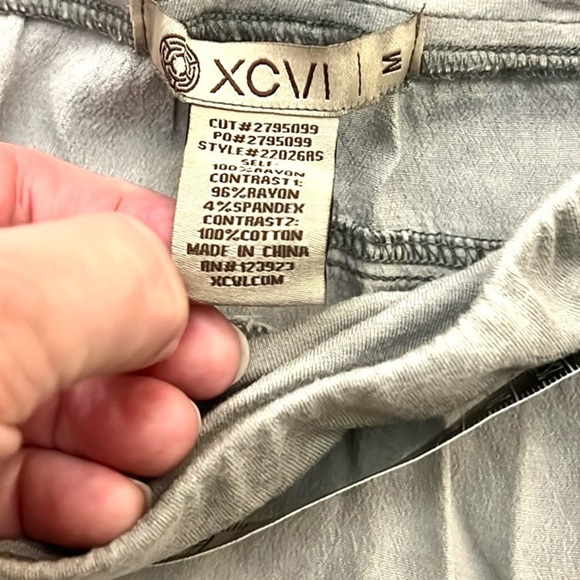 XCVI | M
CUT#2795099
PO#2795099
STYLE#22026RS
SELF:
100%RAYON
CONTRAST1:
96%RAYON
4%SPANDEX
CONTRAST2:
100%COTTON
MADE IN CHINA
RN#123923
XCVI.COM